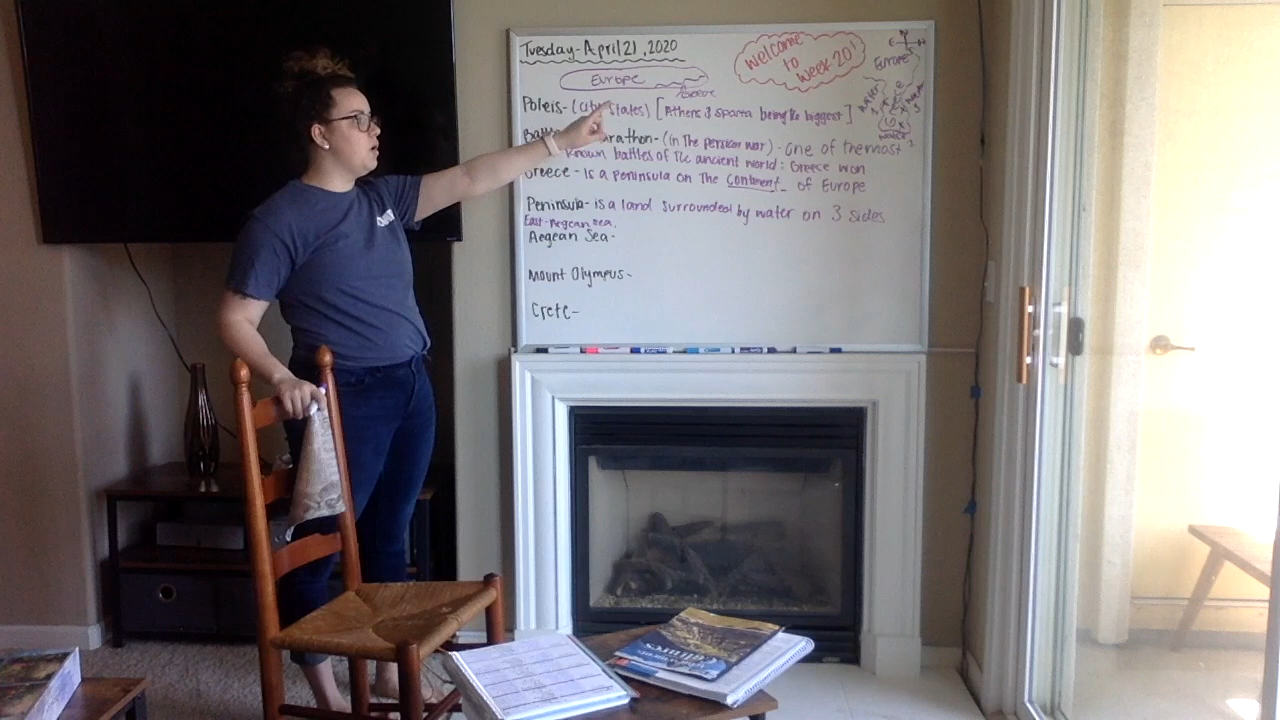 Tuesday - April 21, 2020
Welcome
to
Week 20!
Europe
Greece
Poleis - (city states) [Athens & Sparta being the biggest]
arathon - (in the persian war) - one of the most
Known battles of the ancient world: Greece won
Greece - is a peninsula on the continent of Europe
Peninsula - is a land surrounded by water on 3 sides
East - Aegean sea.
Aegean Sea -
Mount Olympus -
Crete -
Europe
water